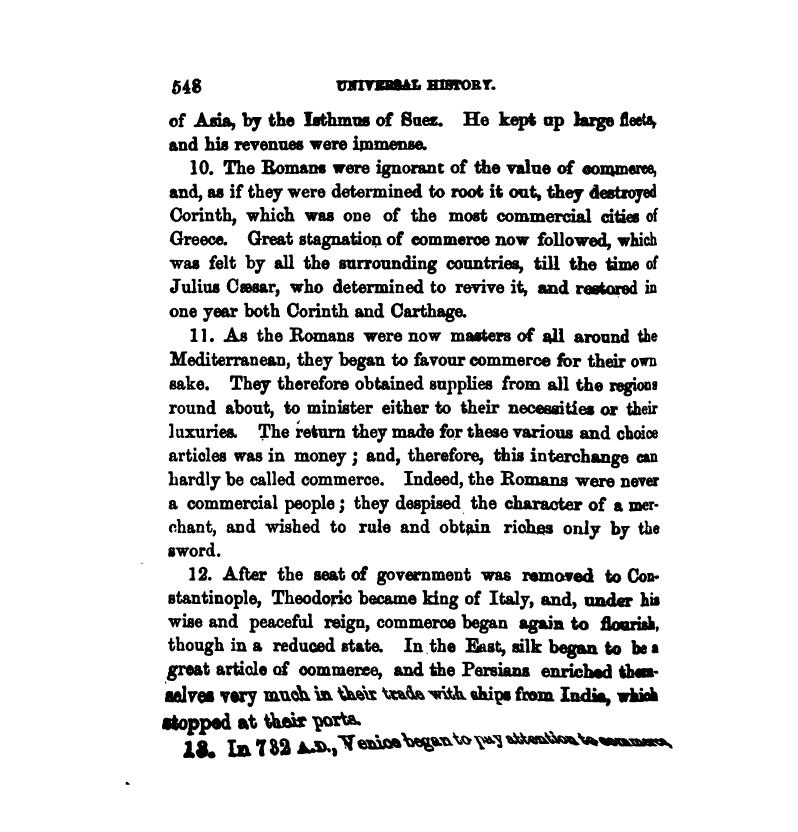 548 UNIVERSAL HISTORY.
of Asia, by the Isthmus of Suez. He kept up large fleets,
and his revenues were immense.
10. The Romans were ignorant of the value of commerce,
and, as if they were determined to root it out, they destroyed
Corinth, which was one of the most commercial cities of
Greece. Great stagnation of commerce now followed, which
was felt by all the surrounding countries, till the time of
Julius Cæsar, who determined to revive it, and restored in
one year both Corinth and Carthage.
11. As the Romans were now masters of all around the
Mediterranean, they began to favour commerce for their own
sake. They therefore obtained supplies from all the regions
round about, to minister either to their necessities or their
luxuries. The return they made for these various and choice
articles was in money ; and, therefore, this interchange can
hardly be called commerce. Indeed, the Romans were never
a commercial people ; they despised the character of a mer-
chant, and wished to rule and obtain riches only by the
sword.
12. After the seat of government was removed to Con-
stantinople, Theodoric became king of Italy, and, under his
wise and peaceful reign, commerce began again to flourish,
though in a reduced state. In the East, silk began to be a
great article of commerce, and the Persians enriched them-
selves very much in their trade with ships from India, which
stopped at their ports.
13. In 732 A.D., Venice began to pay attention to commerce,